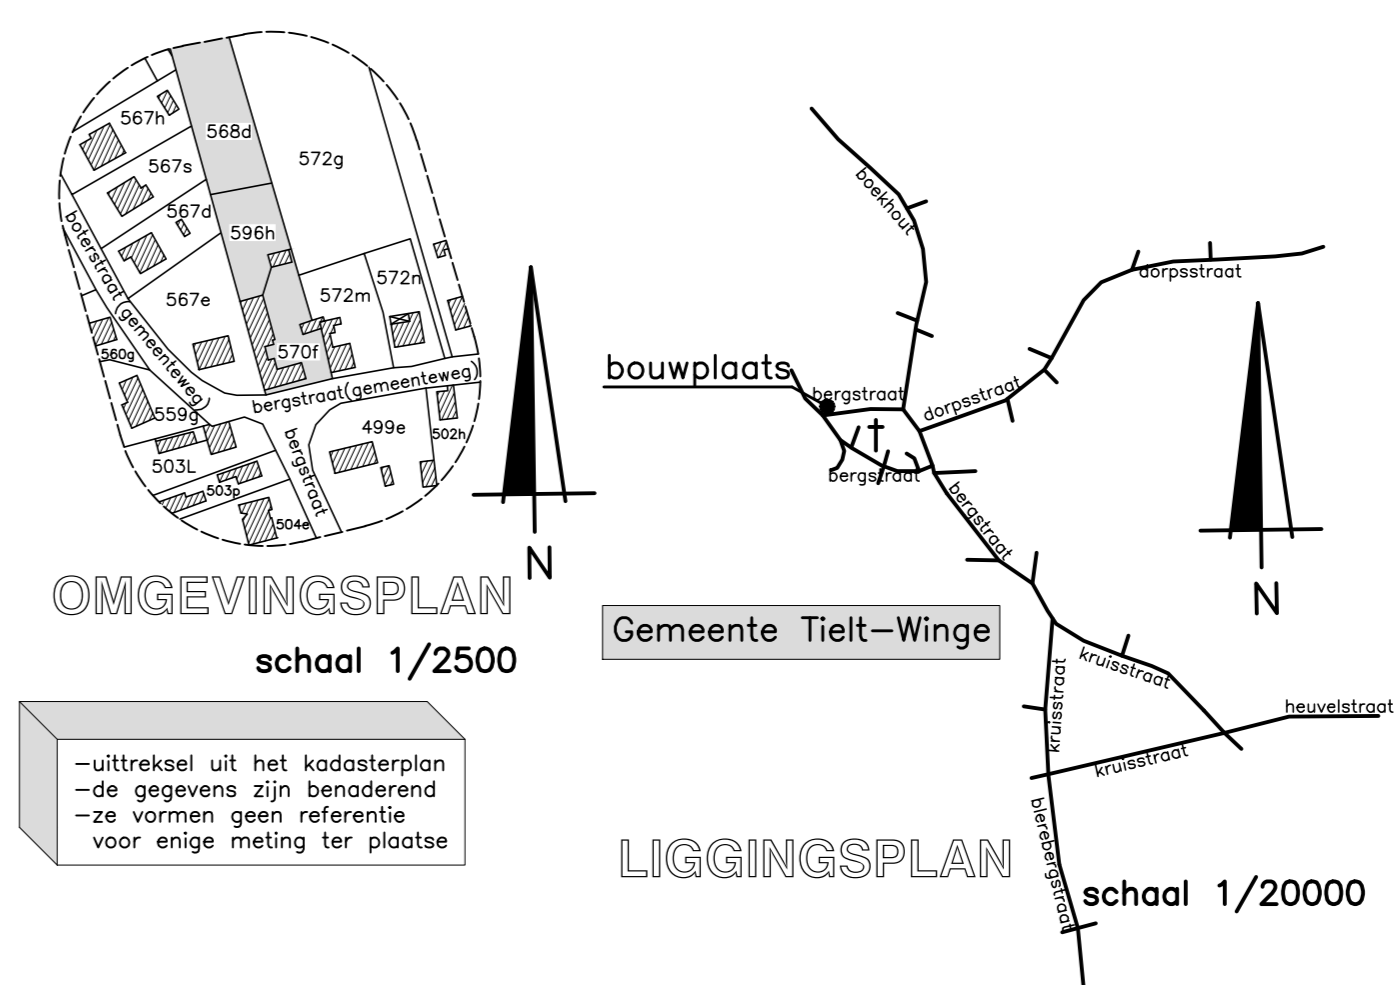 567h
568d
572g
567s
567d
596h
boterstraat(gemeenteweg)
567e
572m
572n
560g
570f
bergstraat(gemeenteweg)
559g
499e
502h
bergstraat
503L
503p
504e
N
OMGEVINGSPLAN
schaal 1/2500
-uittreksel uit het kadasterplan
-de gegevens zijn benaderend
-ze vormen geen referentie
voor enige meting ter plaatse
boekhout
dorpsstraat
bouwplaats
bergstraat
dorpsstraat
bergstraat
bergstraat
N
Gemeente Tielt-Winge
kruisstraat
kruisstraat
heuvelstraat
kruisstraat
blerebergstraat
LIGGINGSPLAN
schaal 1/20000